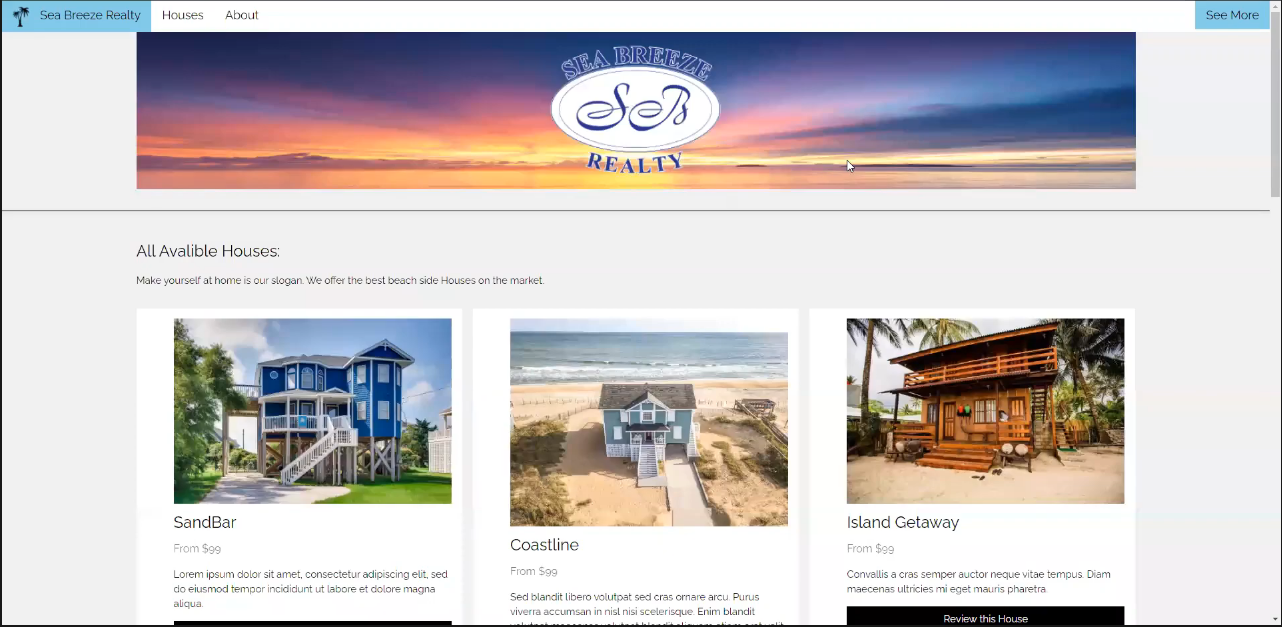 Sea Breeze Realty
Houses
About
See More
SEA BREEZE
SB
REALTY
All Avalible Houses:
Make yourself at home is our slogan. We offer the best beach side Houses on the market.
SandBar
From $99
Lorem ipsum dolor sit amet, consectetur adipiscing elit, sed
do eiusmod tempor incididunt ut labore et dolore magna
aliqua.
Coastline
From $99
Sed blandit libero volutpat sed cras ornare arcu. Purus
viverra accumsan in nisl nisi scelerisque. Enim blandit
Island Getaway
From $99
Convallis a cras semper auctor neque vitae tempus. Diam
maecenas ultricies mi eget mauris pharetra.
Review this House